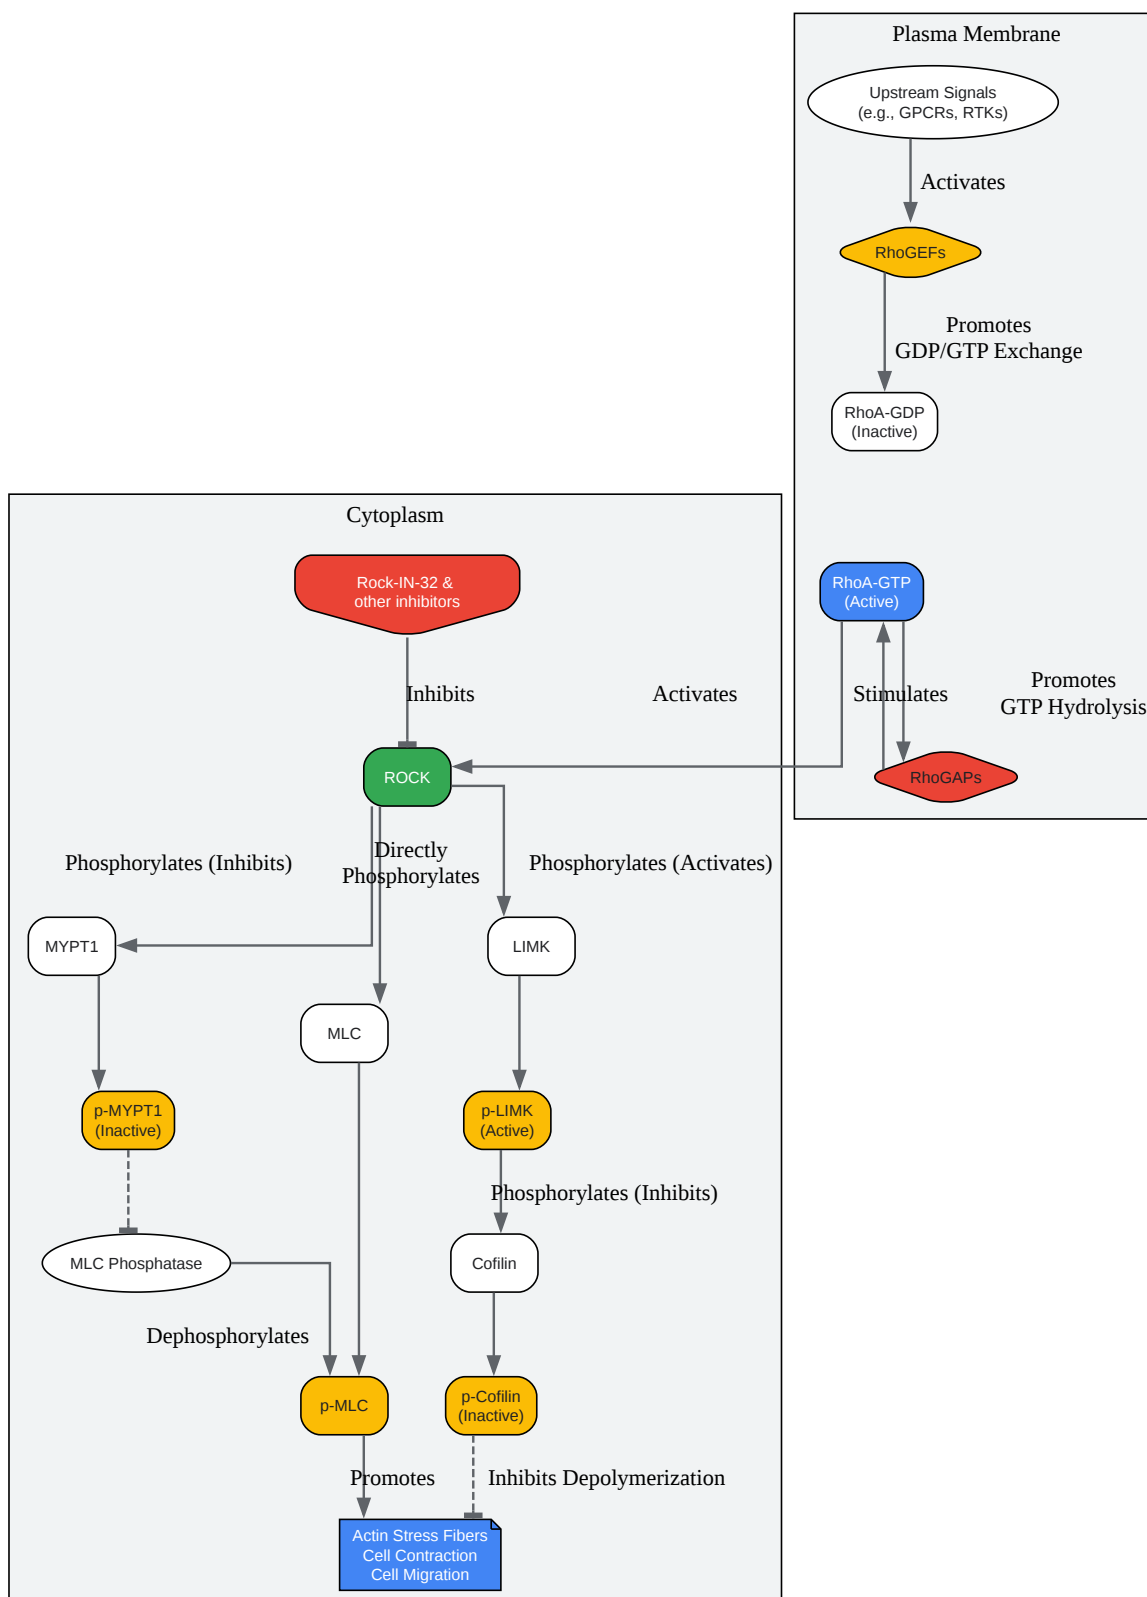 Plasma Membrane
Upstream Signals
(e.g., GPCRs, RTKs)
Activates
RhoGEFs
Promotes
GDP/GTP Exchange
RhoA-GDP
(Inactive)
Cytoplasm
Rock-IN-32 &
other inhibitors
RhoA-GTP
(Active)
Inhibits
Activates
Stimulates
Promotes
GTP Hydrolysis
ROCK
RhoGAPs
Phosphorylates (Inhibits)
Directly
Phosphorylates
Phosphorylates (Activates)
MYPT1
LIMK
MLC
p-MYPT1
(Inactive)
p-LIMK
(Active)
Phosphorylates (Inhibits)
MLC Phosphatase
Cofilin
Dephosphorylates
p-MLC
p-Cofilin
(Inactive)
Promotes
Inhibits Depolymerization
Actin Stress Fibers
Cell Contraction
Cell Migration